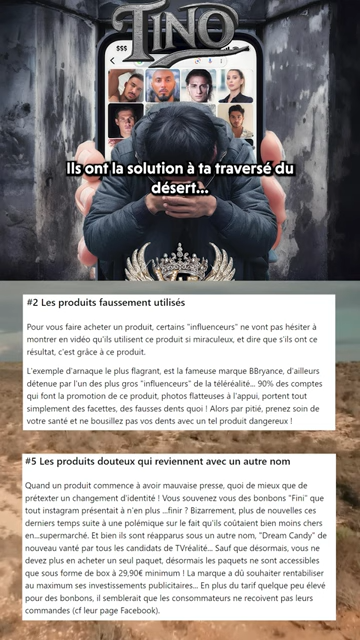 TINO
$$$
Ils ont la solution à ta traversé du
désert...
#2 Les produits faussement utilisés
Pour vous faire acheter un produit, certains "influenceurs" ne vont pas hésiter à
montrer en vidéo qu'ils utilisent ce produit si miraculeux, et dire que s'ils ont ce
résultat, c'est grâce à ce produit.
L'exemple d'arnaque le plus flagrant, est la fameuse marque BBryance, d'ailleurs
détenue par l'un des plus gros "influenceurs" de la téléréalité... 90% des comptes
qui font la promotion de ce produit, photos flatteuses à l'appui, portent tout
simplement des facettes, des fausses dents quoi ! Alors par pitié, prenez soin de
votre santé et ne bousillez pas vos dents avec un tel produit dangereux !
#5 Les produits douteux qui reviennent avec un autre nom
Quand un produit commence à avoir mauvaise presse, quoi de mieux que de
prétexter un changement d'identité ! Vous souvenez vous des bonbons "Fini" que
tout instagram présentait à n'en plus ...finir ? Bizarrement, plus de nouvelles ces
derniers temps suite à une polémique sur le fait qu'ils coûtaient bien moins chers
en...supermarché. Et bien ils sont réapparus sous un autre nom, "Dream Candy" de
nouveau vanté par tous les candidats de TVréalité... Sauf que désormais, vous ne
devez plus en acheter un seul paquet, désormais les paquets ne sont accessibles
que sous forme de box à 29,90€ minimum ! La marque a dû souhaiter rentabiliser
au maximum ses investissements publicitaires... En plus du tarif quelque peu élevé
pour des bonbons, il semblerait que les consommateurs ne recoivent pas leurs
commandes (cf leur page Facebook).